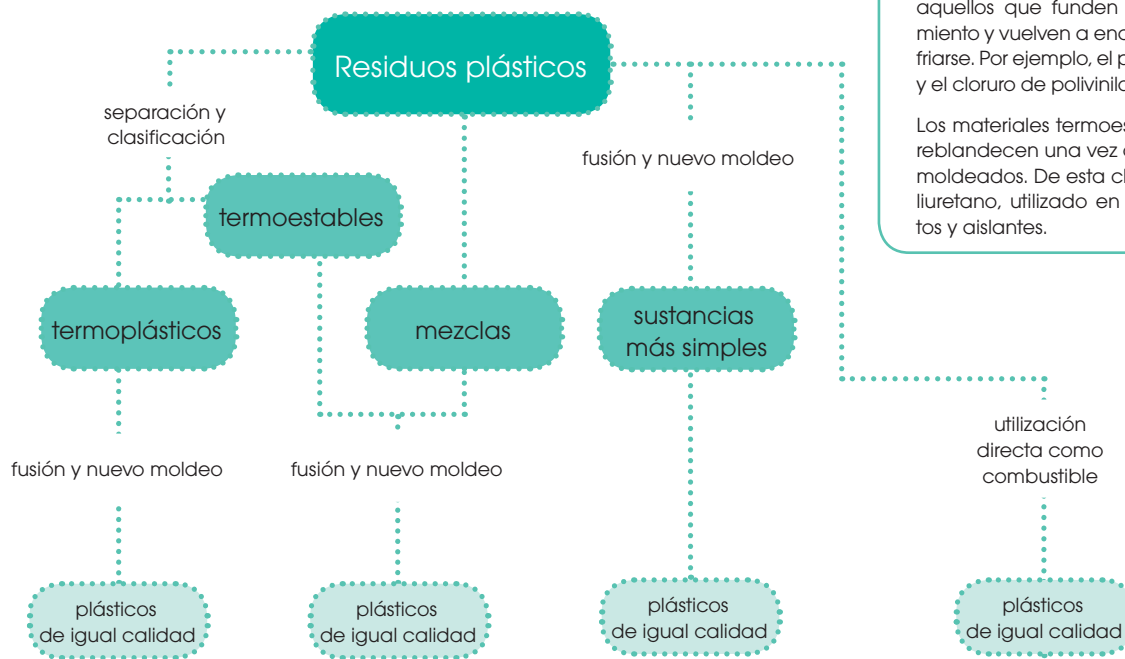 Residuos plásticos
separación y
clasificación
fusión y nuevo moldeo
termoestables
termoplásticos
mezclas
sustancias
más simples
fusión y nuevo moldeo
fusión y nuevo moldeo
utilización
directa como
combustible
plásticos
de igual calidad
plásticos
de igual calidad
plásticos
de igual calidad
plásticos
de igual calidad
aquellos que funden
miento y vuelven a
friarse. Por ejemplo, el
y el cloruro de
Los materiales
reblandecen una vez
moldeados. De esta
liuretano, utilizado en
tos y aislantes.